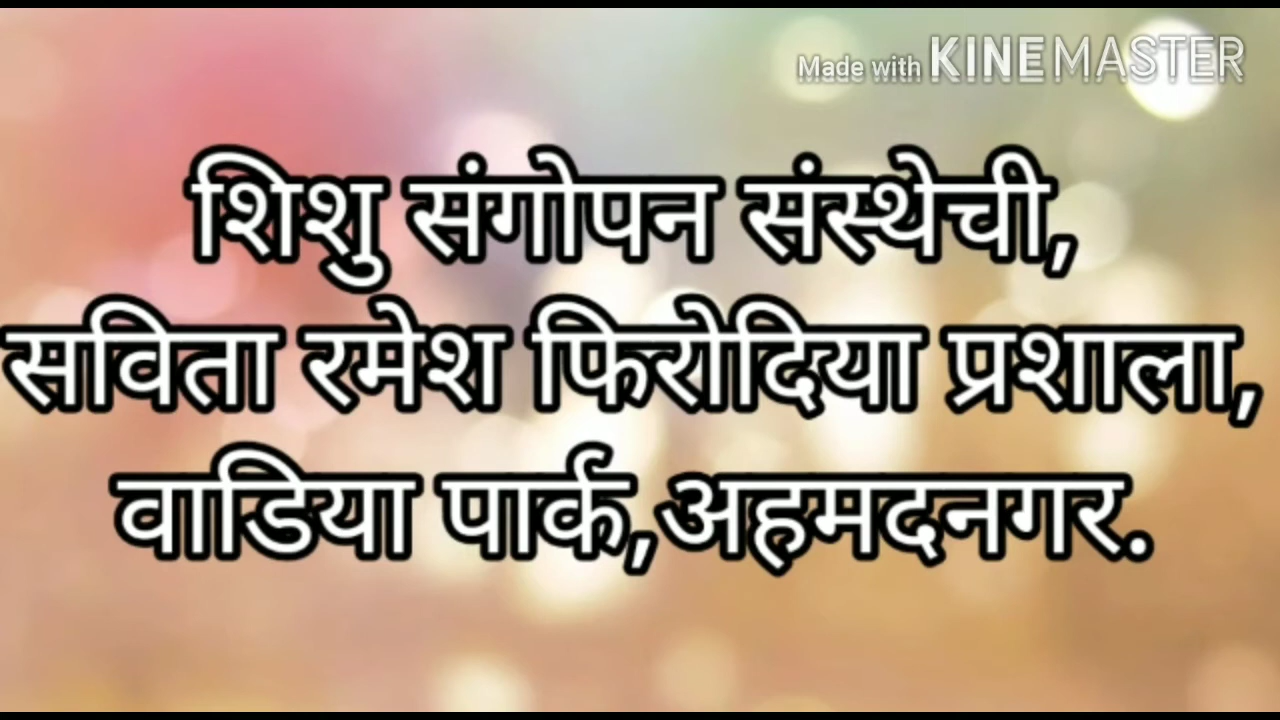 Made with KINEMASTER
शिशु संगोपन संस्थेची,
सविता रमेश फिरोदिया प्रशाला,
वाडिया पार्क,अहमदनगर.